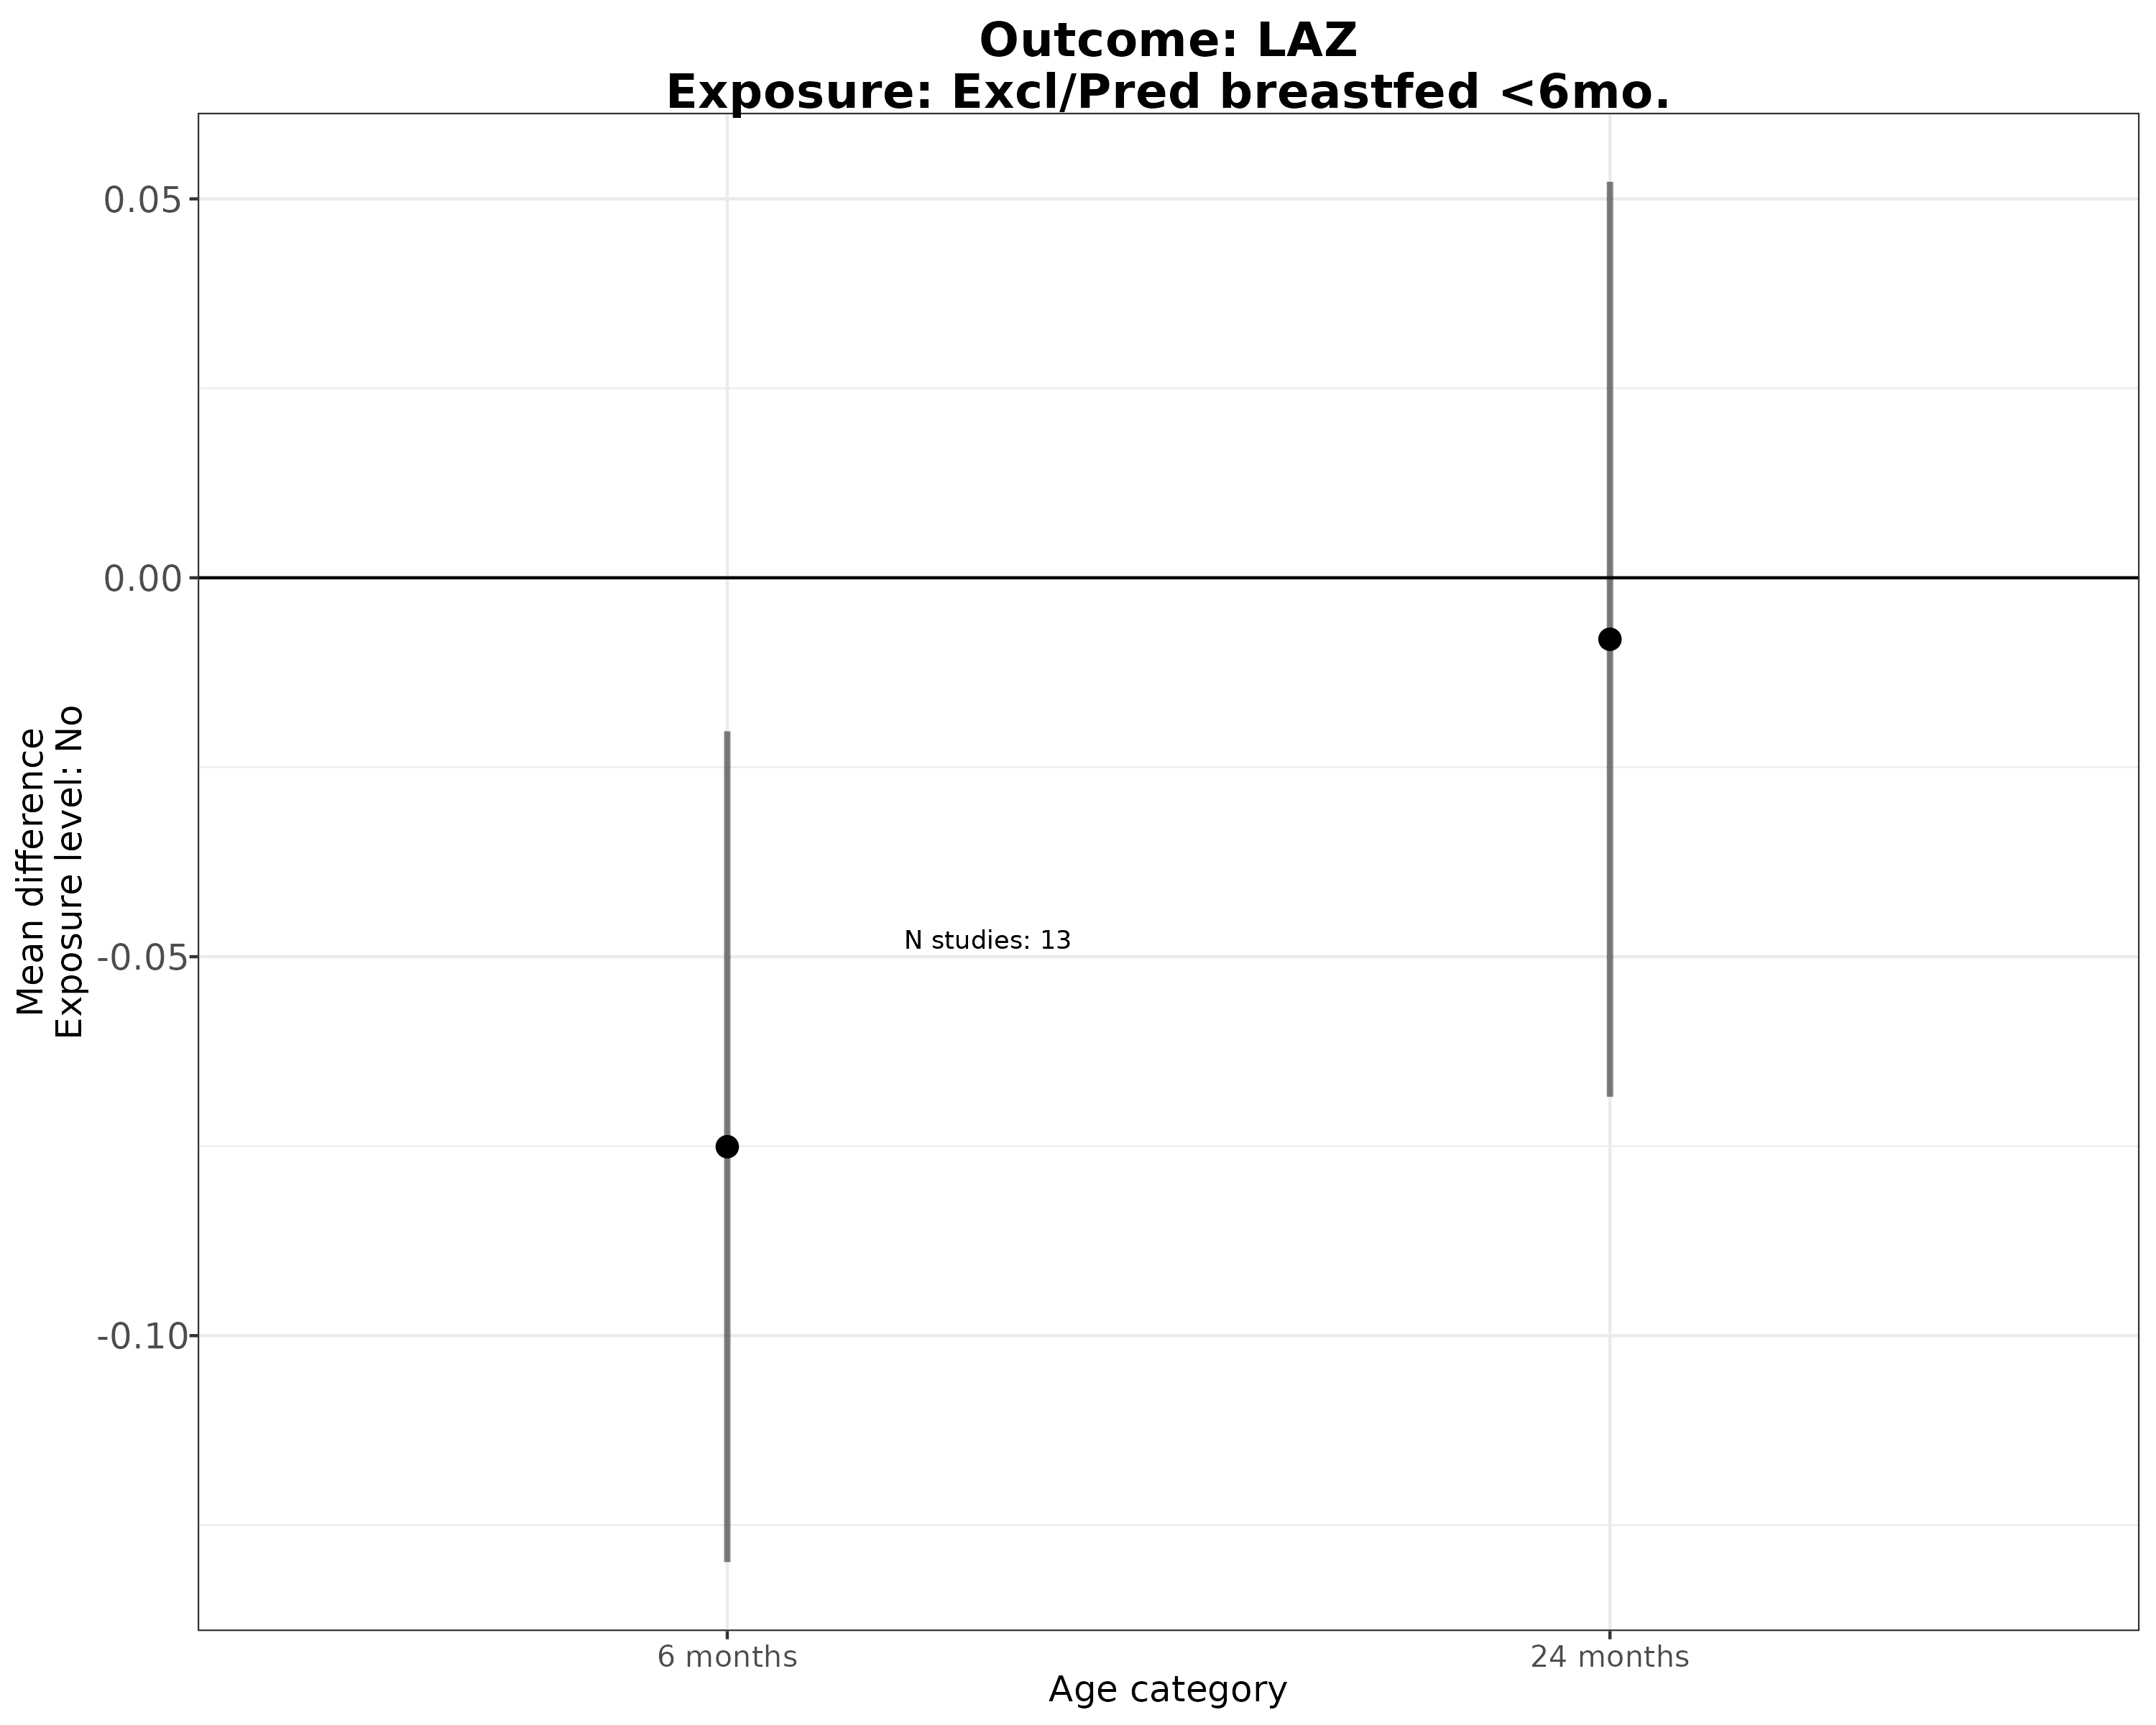 Outcome: LAZ
Exposure: Excl/Pred breastfed <6mo.
Mean difference
Exposure level: No
0.05
0.00
-0.05
-0.10
N studies: 13
6 months
24 months
Age category